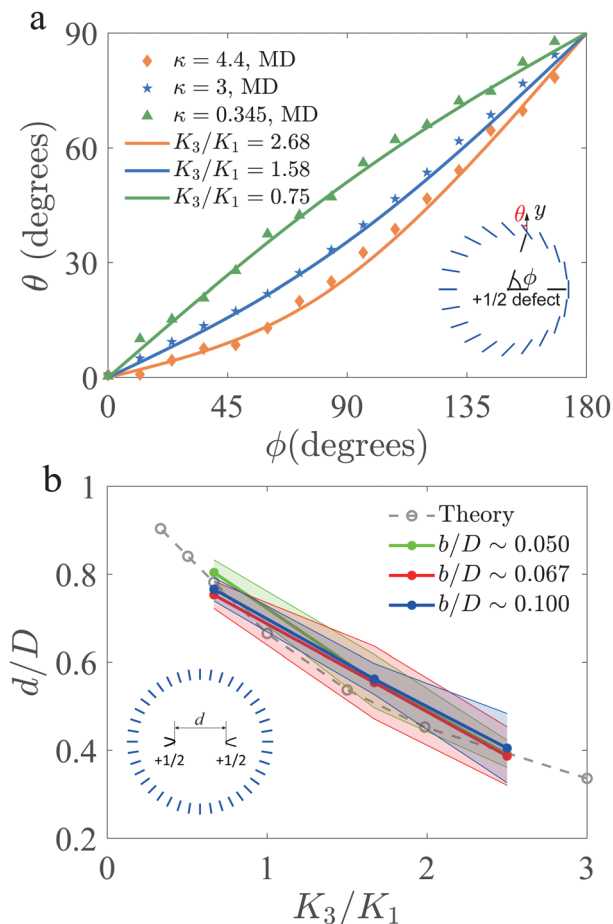 a
90
60
30
0
θ (degrees)
κ = 4.4, MD
κ = 3, MD
κ = 0.345, MD
K₃/K₁ = 2.68
K₃/K₁ = 1.58
K₃/K₁ = 0.75
θ y
ϕ
+1/2 defect
0 45 90 135 180
ϕ(degrees)
b
1
0.8
0.6
0.4
0.2
d/D
Theory
b/D ∼ 0.050
b/D ∼ 0.067
b/D ∼ 0.100
d
+1/2 +1/2
0 1 2 3
K₃/K₁